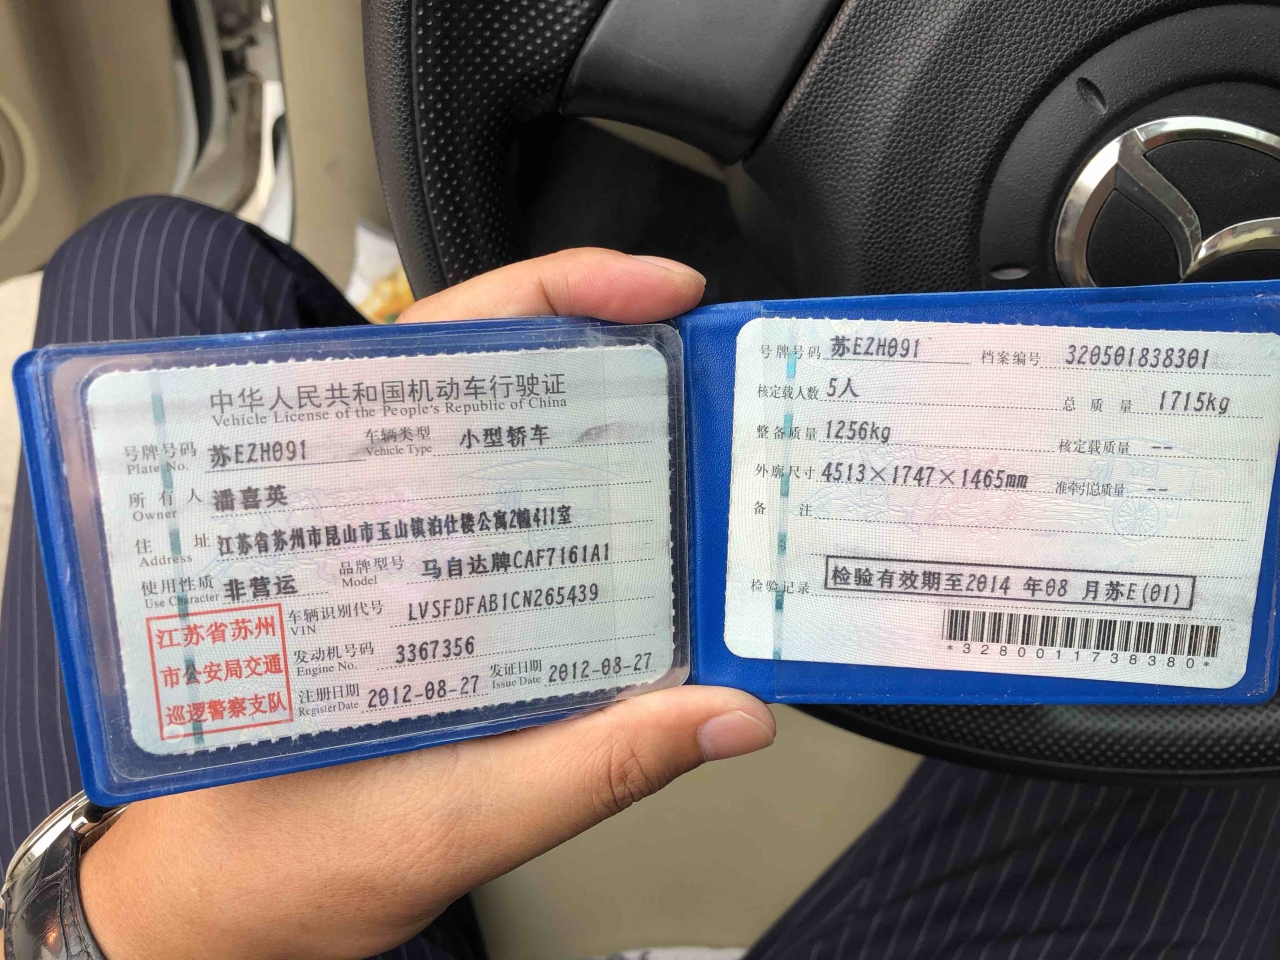 中华人民共和国机动车行驶证
Vehicle License of the People's Republic of China
号牌号码 苏EZH091 车辆类型 小型轿车
Plate No. Vehicle Type
所有人 潘喜英
Owner
住址 江苏省苏州市昆山市玉山镇泊仕楼公寓2幢411室
Address
使用性质 非营运 品牌型号 马自达牌CAF7161A1
Use Character Model
车辆识别代号 LVSFDFAB1CN265439
VIN
发动机号码 3367356
Engine No.
注册日期 2012-08-27 发证日期 2012-08-27
Register Date Issue Date
江苏省苏州
市公安局交通
巡逻警察支队
号牌号码 苏EZH091 档案编号 320501838301
核定载人数 5人 总质量 1715kg
整备质量 1256kg 核定载质量 --
外廓尺寸 4513×1747×1465mm 准牵引总质量 --
备注
检验记录 检验有效期至2014 年08 月苏E(01)
*3280011738380*